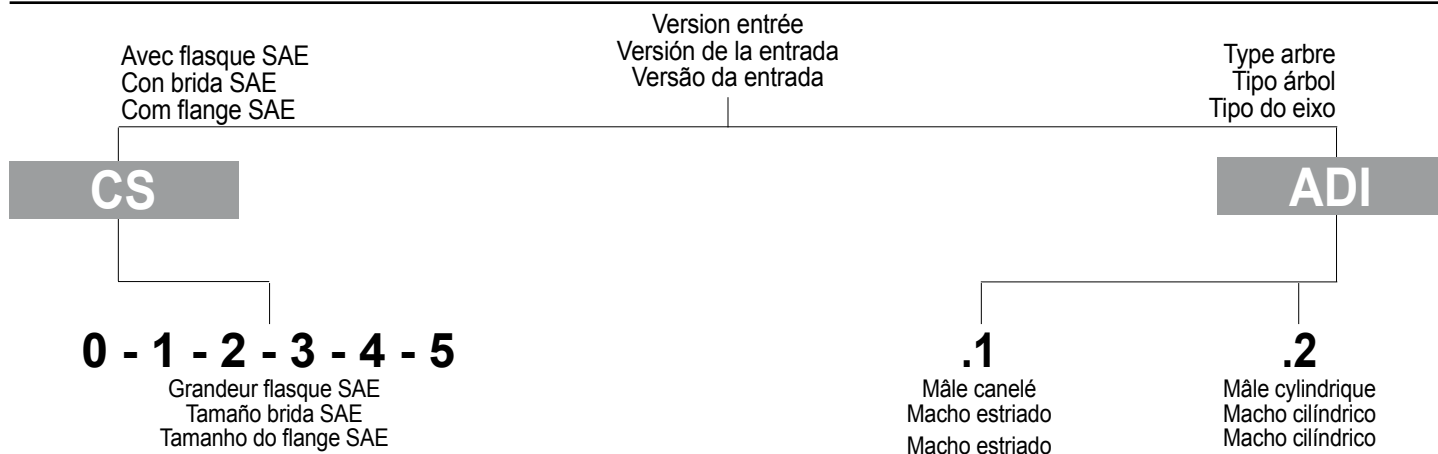 Version entrée
Versión de la entrada
Versão da entrada
Avec flasque SAE
Con brida SAE
Com flange SAE
Type arbre
Tipo árbol
Tipo do eixo
CS
ADI
0 - 1 - 2 - 3 - 4 - 5
Grandeur flasque SAE
Tamaño brida SAE
Tamanho do flange SAE
.1
Mâle canelé
Macho estriado
Macho estriado
.2
Mâle cylindrique
Macho cilíndrico
Macho cilíndrico